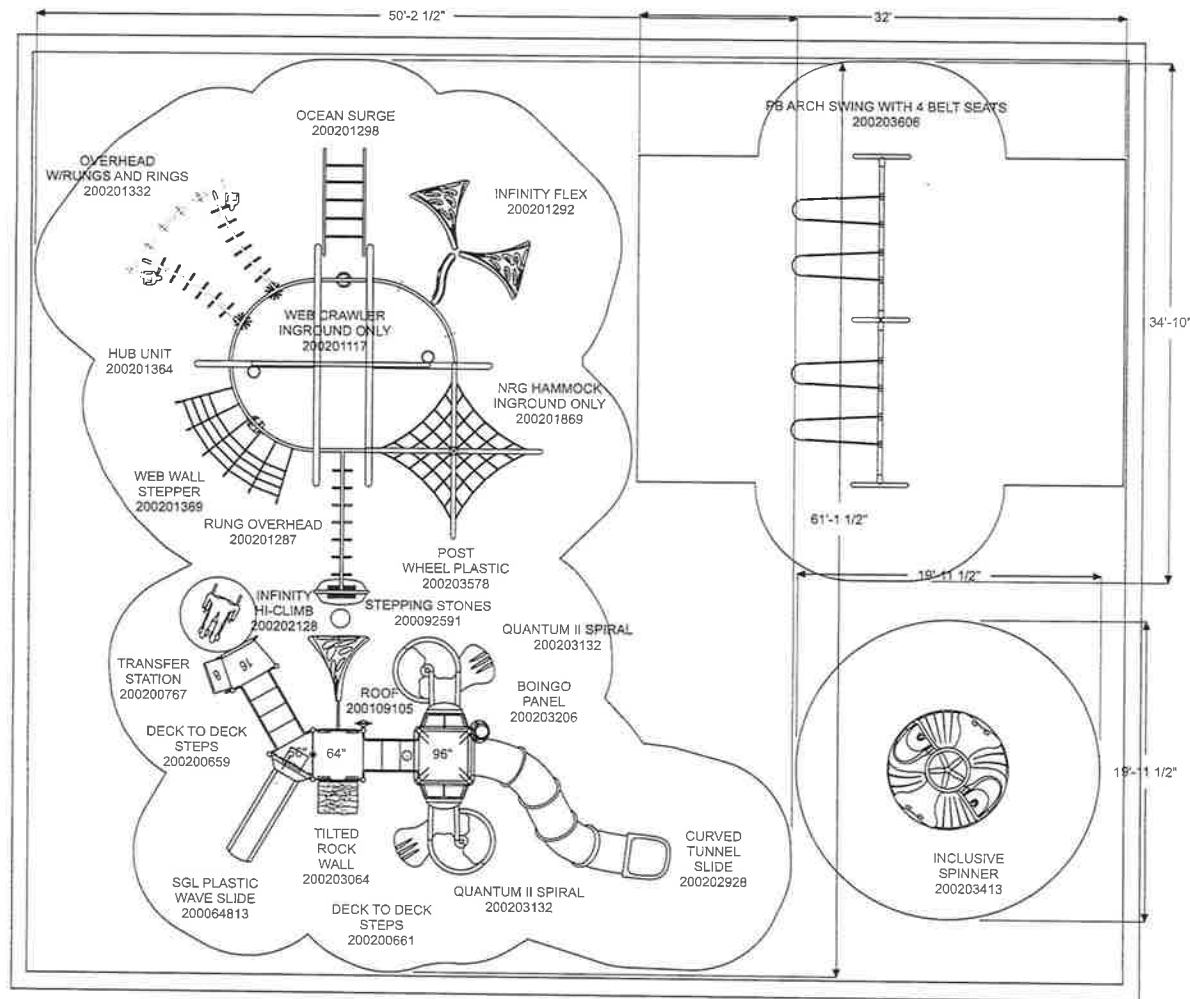 50'-2 1/2"
32'
OCEAN SURGE
200201298
PB ARCH SWING WITH 4 BELT SEATS
200203606
OVERHEAD
W/RUNGS AND RINGS
200201332
INFINITY FLEX
200201292
WEB CRAWLER
INGROUND ONLY
200201117
34'-10"
HUB UNIT
200201364
NRG HAMMOCK
INGROUND ONLY
200201869
WEB WALL
STEPPER
200201369
RUNG OVERHEAD
200201287
61'-1 1/2"
POST
WHEEL PLASTIC
200203578
19'-11 1/2"
INFINITY
HI-CLIMB
200202128
STEPPING STONES
200092591
QUANTUM II SPIRAL
200203132
TRANSFER
STATION
200200767
8
16
ROOF
200109105
BOINGO
PANEL
200203206
DECK TO DECK
STEPS
200200659
64"
96"
19'-11 1/2"
TILTED
ROCK
WALL
200203064
CURVED
TUNNEL
SLIDE
200202928
INCLUSIVE
SPINNER
200203413
SGL PLASTIC
WAVE SLIDE
200064813
QUANTUM II SPIRAL
200203132
DECK TO DECK
STEPS
200200661